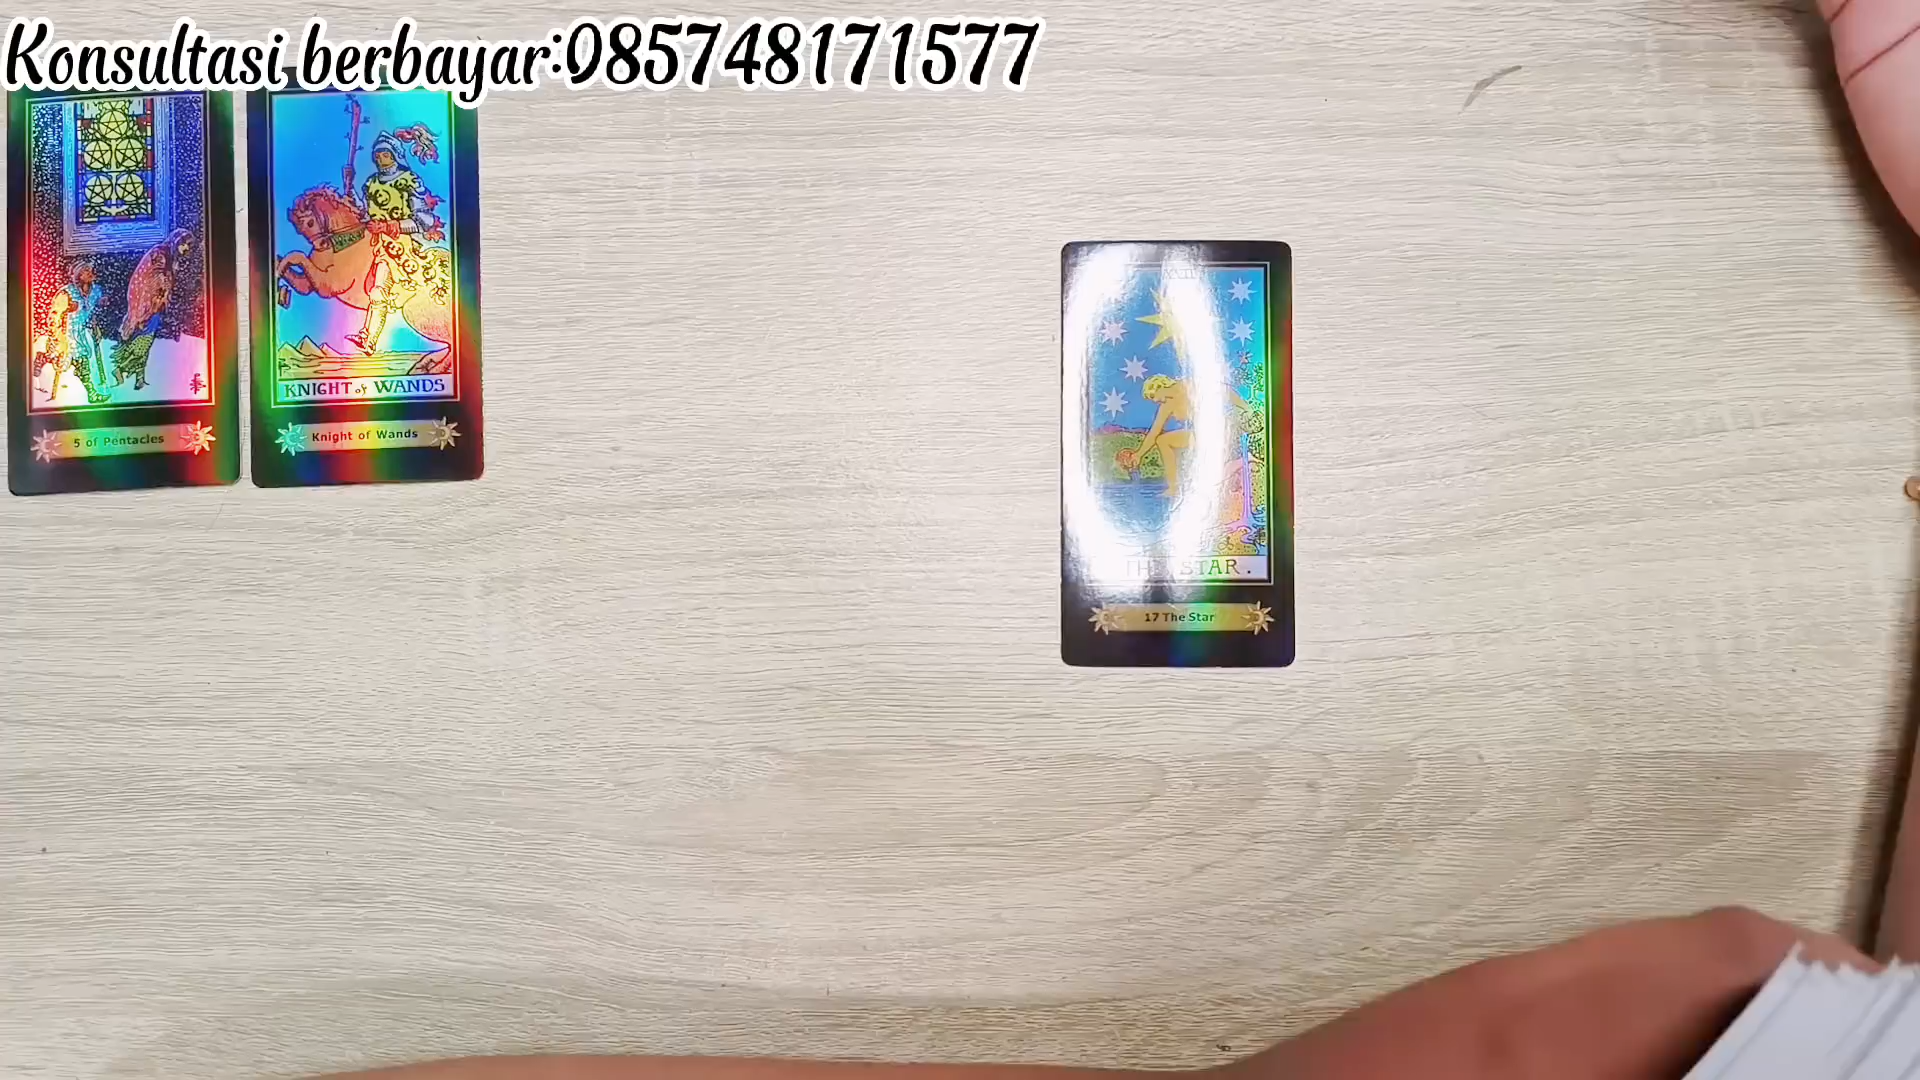 Konsultasi berbayar:085748171577
KNIGHT of WANDS
5 of Pentacles
Knight of Wands
THE STAR.
17 The Star